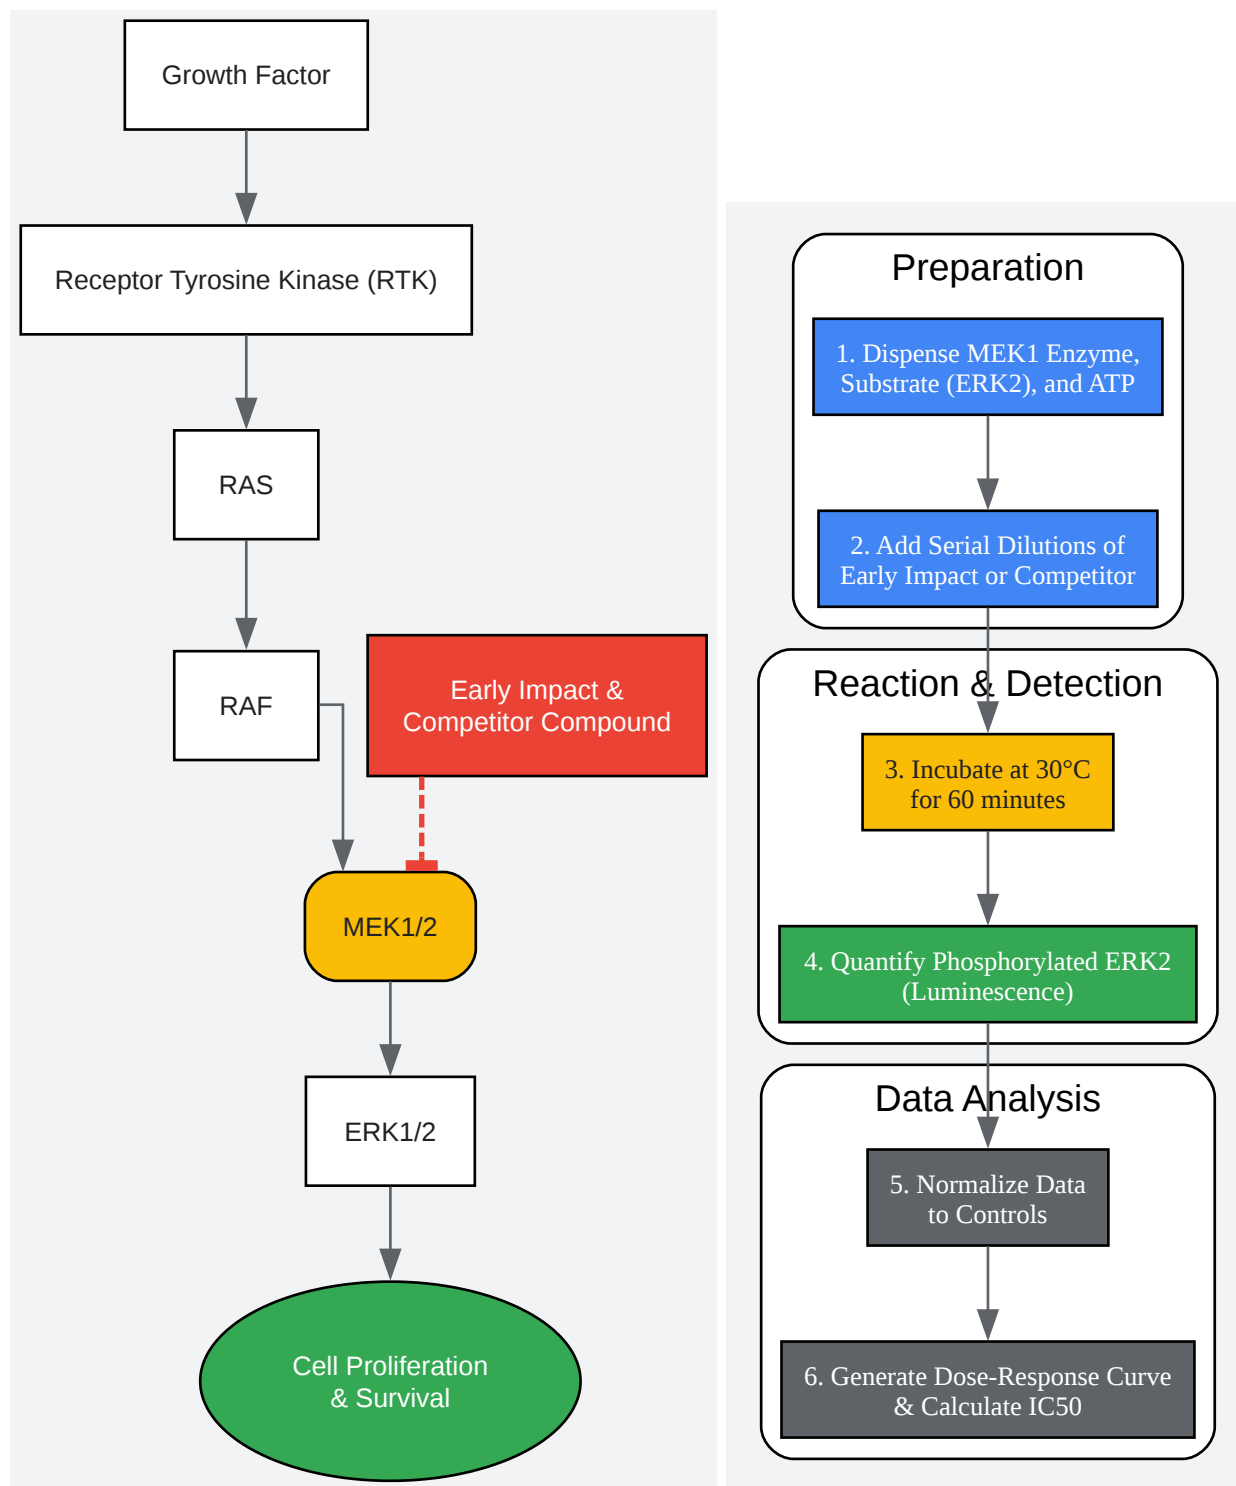 Growth Factor
Receptor Tyrosine Kinase (RTK)
RAS
RAF
Early Impact &
Competitor Compound
MEK1/2
ERK1/2
Cell Proliferation
& Survival
Preparation
1. Dispense MEK1 Enzyme,
Substrate (ERK2), and ATP
2. Add Serial Dilutions of
Early Impact or Competitor
Reaction & Detection
3. Incubate at 30°C
for 60 minutes
4. Quantify Phosphorylated ERK2
(Luminescence)
Data Analysis
5. Normalize Data
to Controls
6. Generate Dose-Response Curve
& Calculate IC50